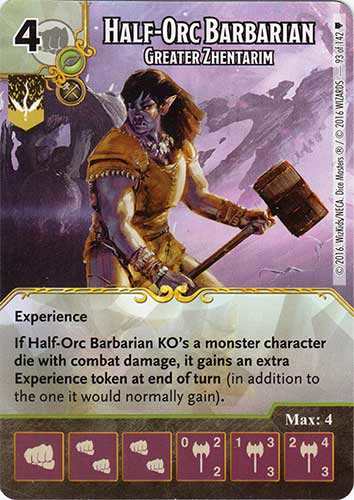 4
HALF-ORC BARBARIAN
GREATER ZHENTARIM
93 of 142
© 2016. WizKids/NECA. Dice Masters ® / © 2016 WIZARDS
Experience
If Half-Orc Barbarian KO's a monster character
die with combat damage, it gains an extra
Experience token at end of turn (in addition to
the one it would normally gain).
Max: 4
0 2 1 3 2 4
2 3 3